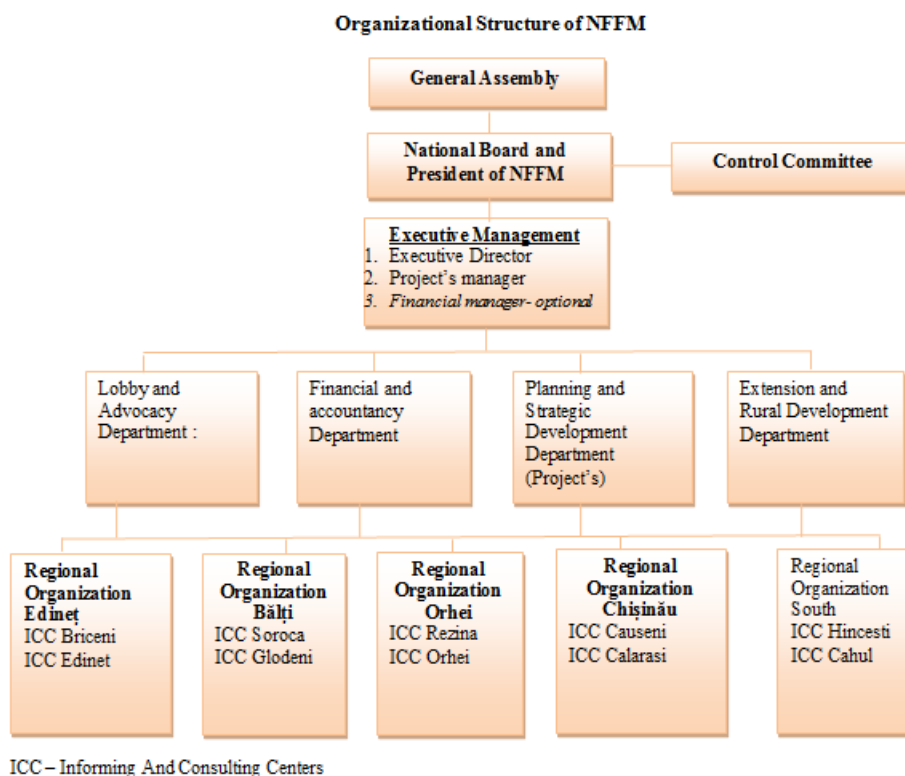 Organizational Structure of NFFM
General Assembly
National Board and
President of NFFM
Control Committee
Executive Management
1. Executive Director
2. Project's manager
3. Financial manager- optional
Lobby and
Advocacy
Department :
Financial and
accountancy
Department
Planning and
Strategic
Development
Department
(Project's)
Extension and
Rural Development
Department
Regional
Organization
Edineț
ICC Briceni
ICC Edinet
Regional
Organization
Bălți
ICC Soroca
ICC Glodeni
Regional
Organization
Orhei
ICC Rezina
ICC Orhei
Regional
Organization
Chișinău
ICC Causeni
ICC Calarasi
Regional
Organization
South
ICC Hincesti
ICC Cahul
ICC – Informing And Consulting Centers